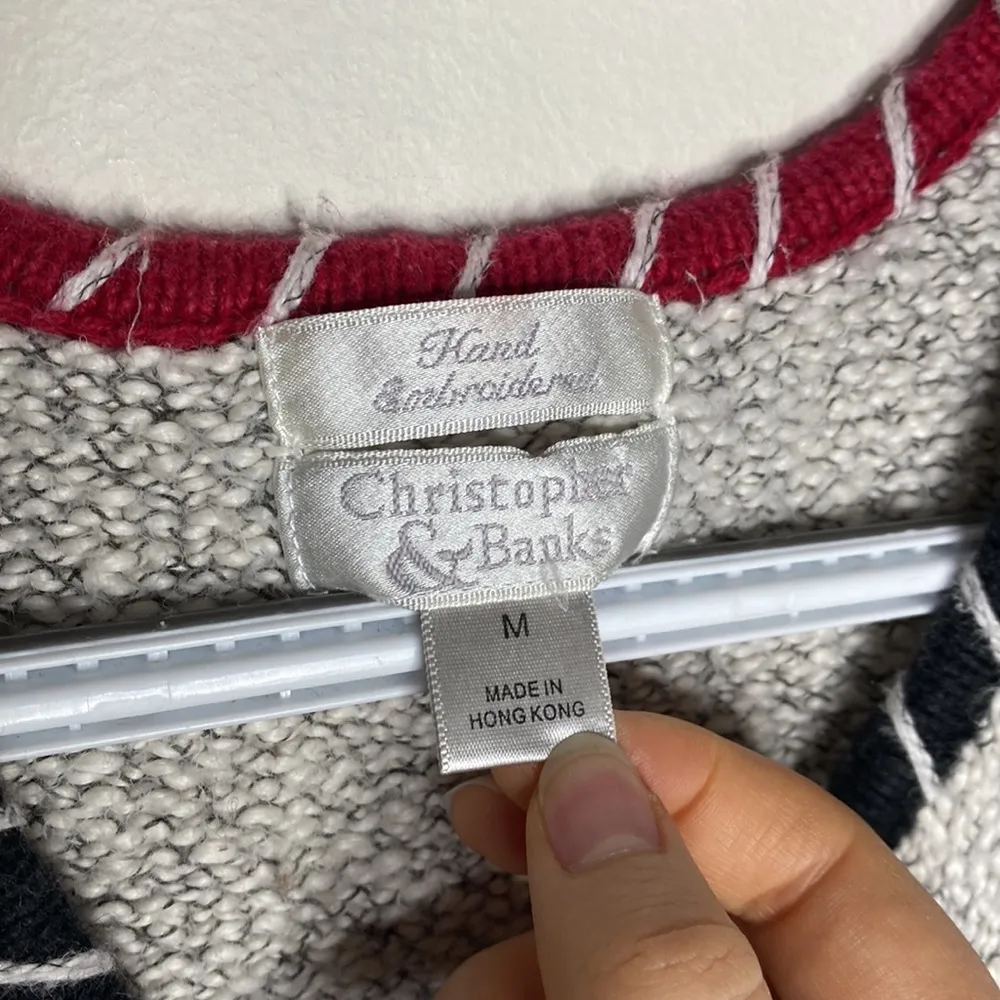 Hand
Embroidered
Christopher
& Banks
M
MADE IN
HONG KONG